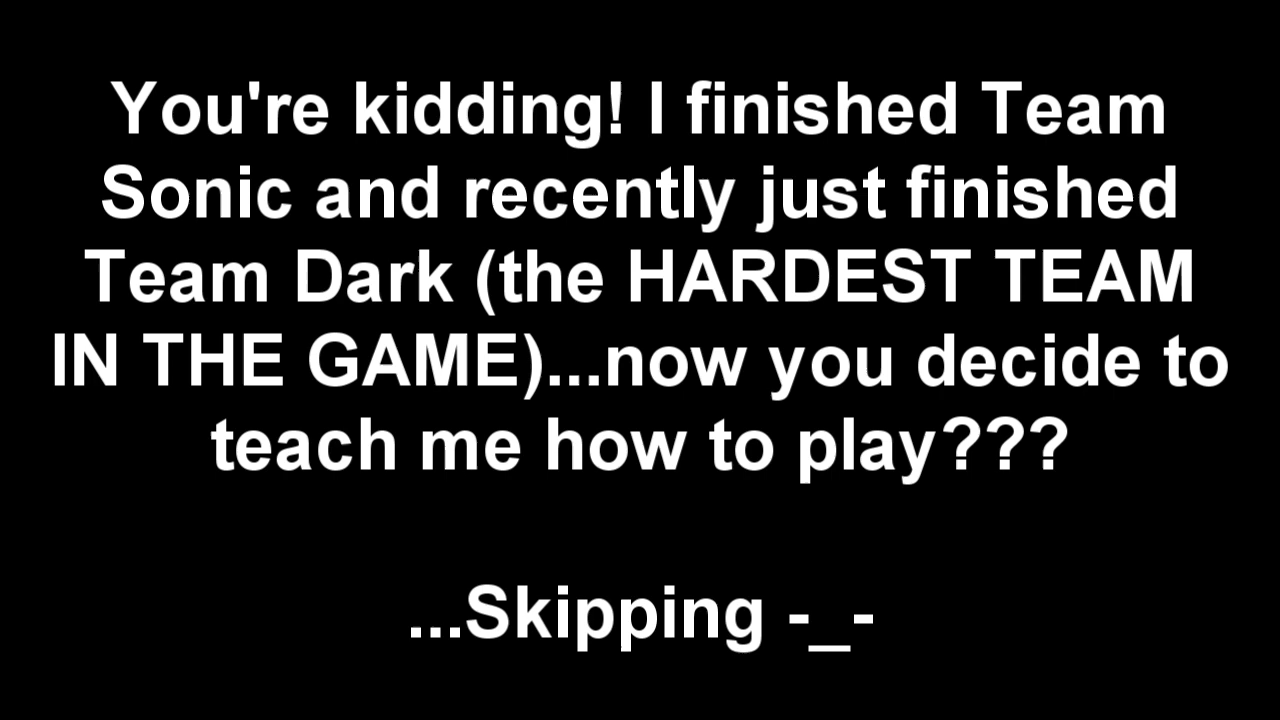 You're kidding! I finished Team
Sonic and recently just finished
Team Dark (the HARDEST TEAM
IN THE GAME)...now you decide to
teach me how to play???
...Skipping -_-